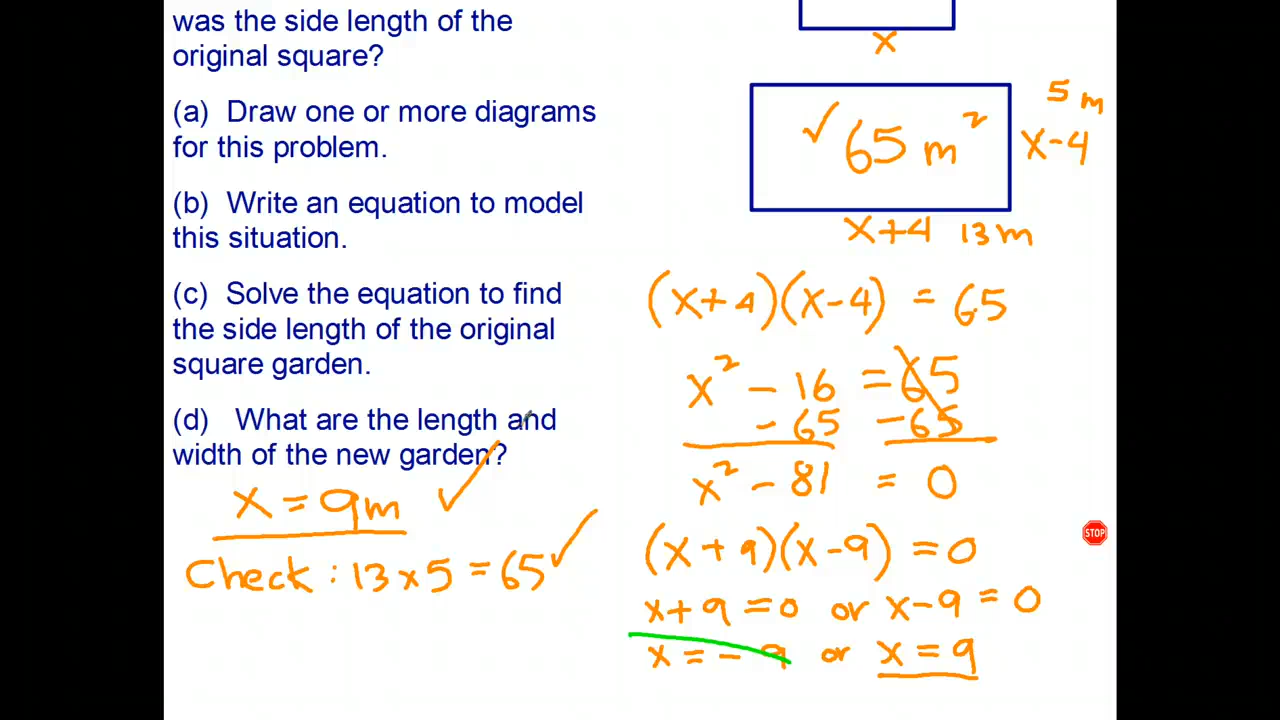 was the side length of the
original square?
(a) Draw one or more diagrams
for this problem.
(b) Write an equation to model
this situation.
(c) Solve the equation to find
the side length of the original
square garden.
(d) What are the length and
width of the new garden?
x = 9m ✓
Check : 13 x 5 = 65 ✓
x
5 m
✓ 65 m²
x-4
x+4 13 m
(x+4)(x-4) = 65
x² - 16 = 65
- 65 -65
x² - 81 = 0
(x + 9)(x - 9) = 0
x+9 = 0 or x-9 = 0
x = -9 or x = 9
STOP